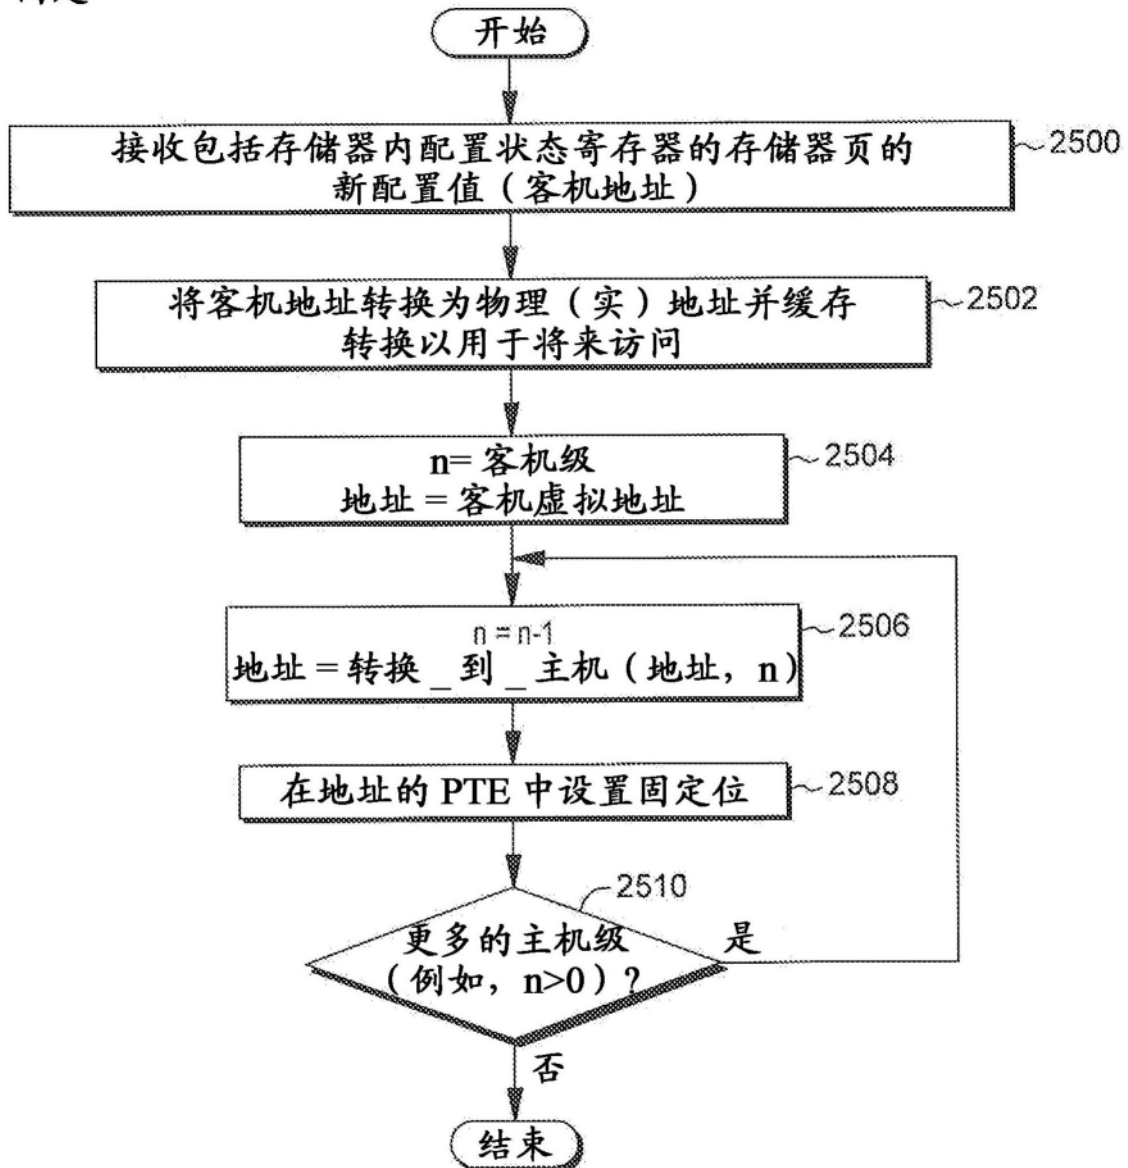 开始
接收包括存储器内配置状态寄存器的存储器页的
新配置值（客机地址）
2500
将客机地址转换为物理（实）地址并缓存
转换以用于将来访问
2502
n= 客机级
地址 = 客机虚拟地址
2504
n = n-1
地址 = 转换 _ 到 _ 主机（地址，n）
2506
在地址的 PTE 中设置固定位
2508
2510
更多的主机级
（例如，n>0）?
是
否
结束